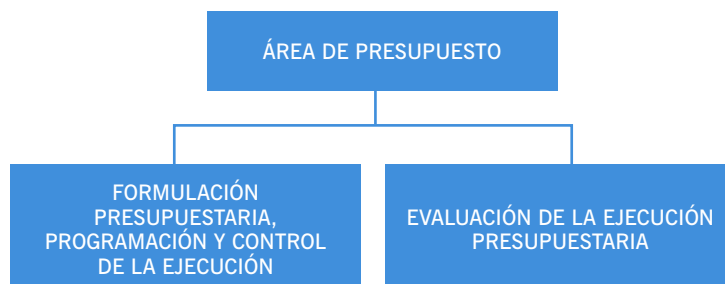 ÁREA DE PRESUPUESTO
FORMULACIÓN
PRESUPUESTARIA,
PROGRAMACIÓN Y CONTROL
DE LA EJECUCIÓN
EVALUACIÓN DE LA EJECUCIÓN
PRESUPUESTARIA